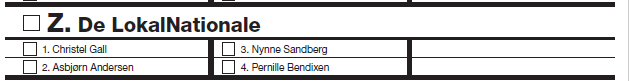 Z. De LokalNationale
1. Christel Gall
2. Asbjørn Andersen
3. Nynne Sandberg
4. Pernille Bendixen